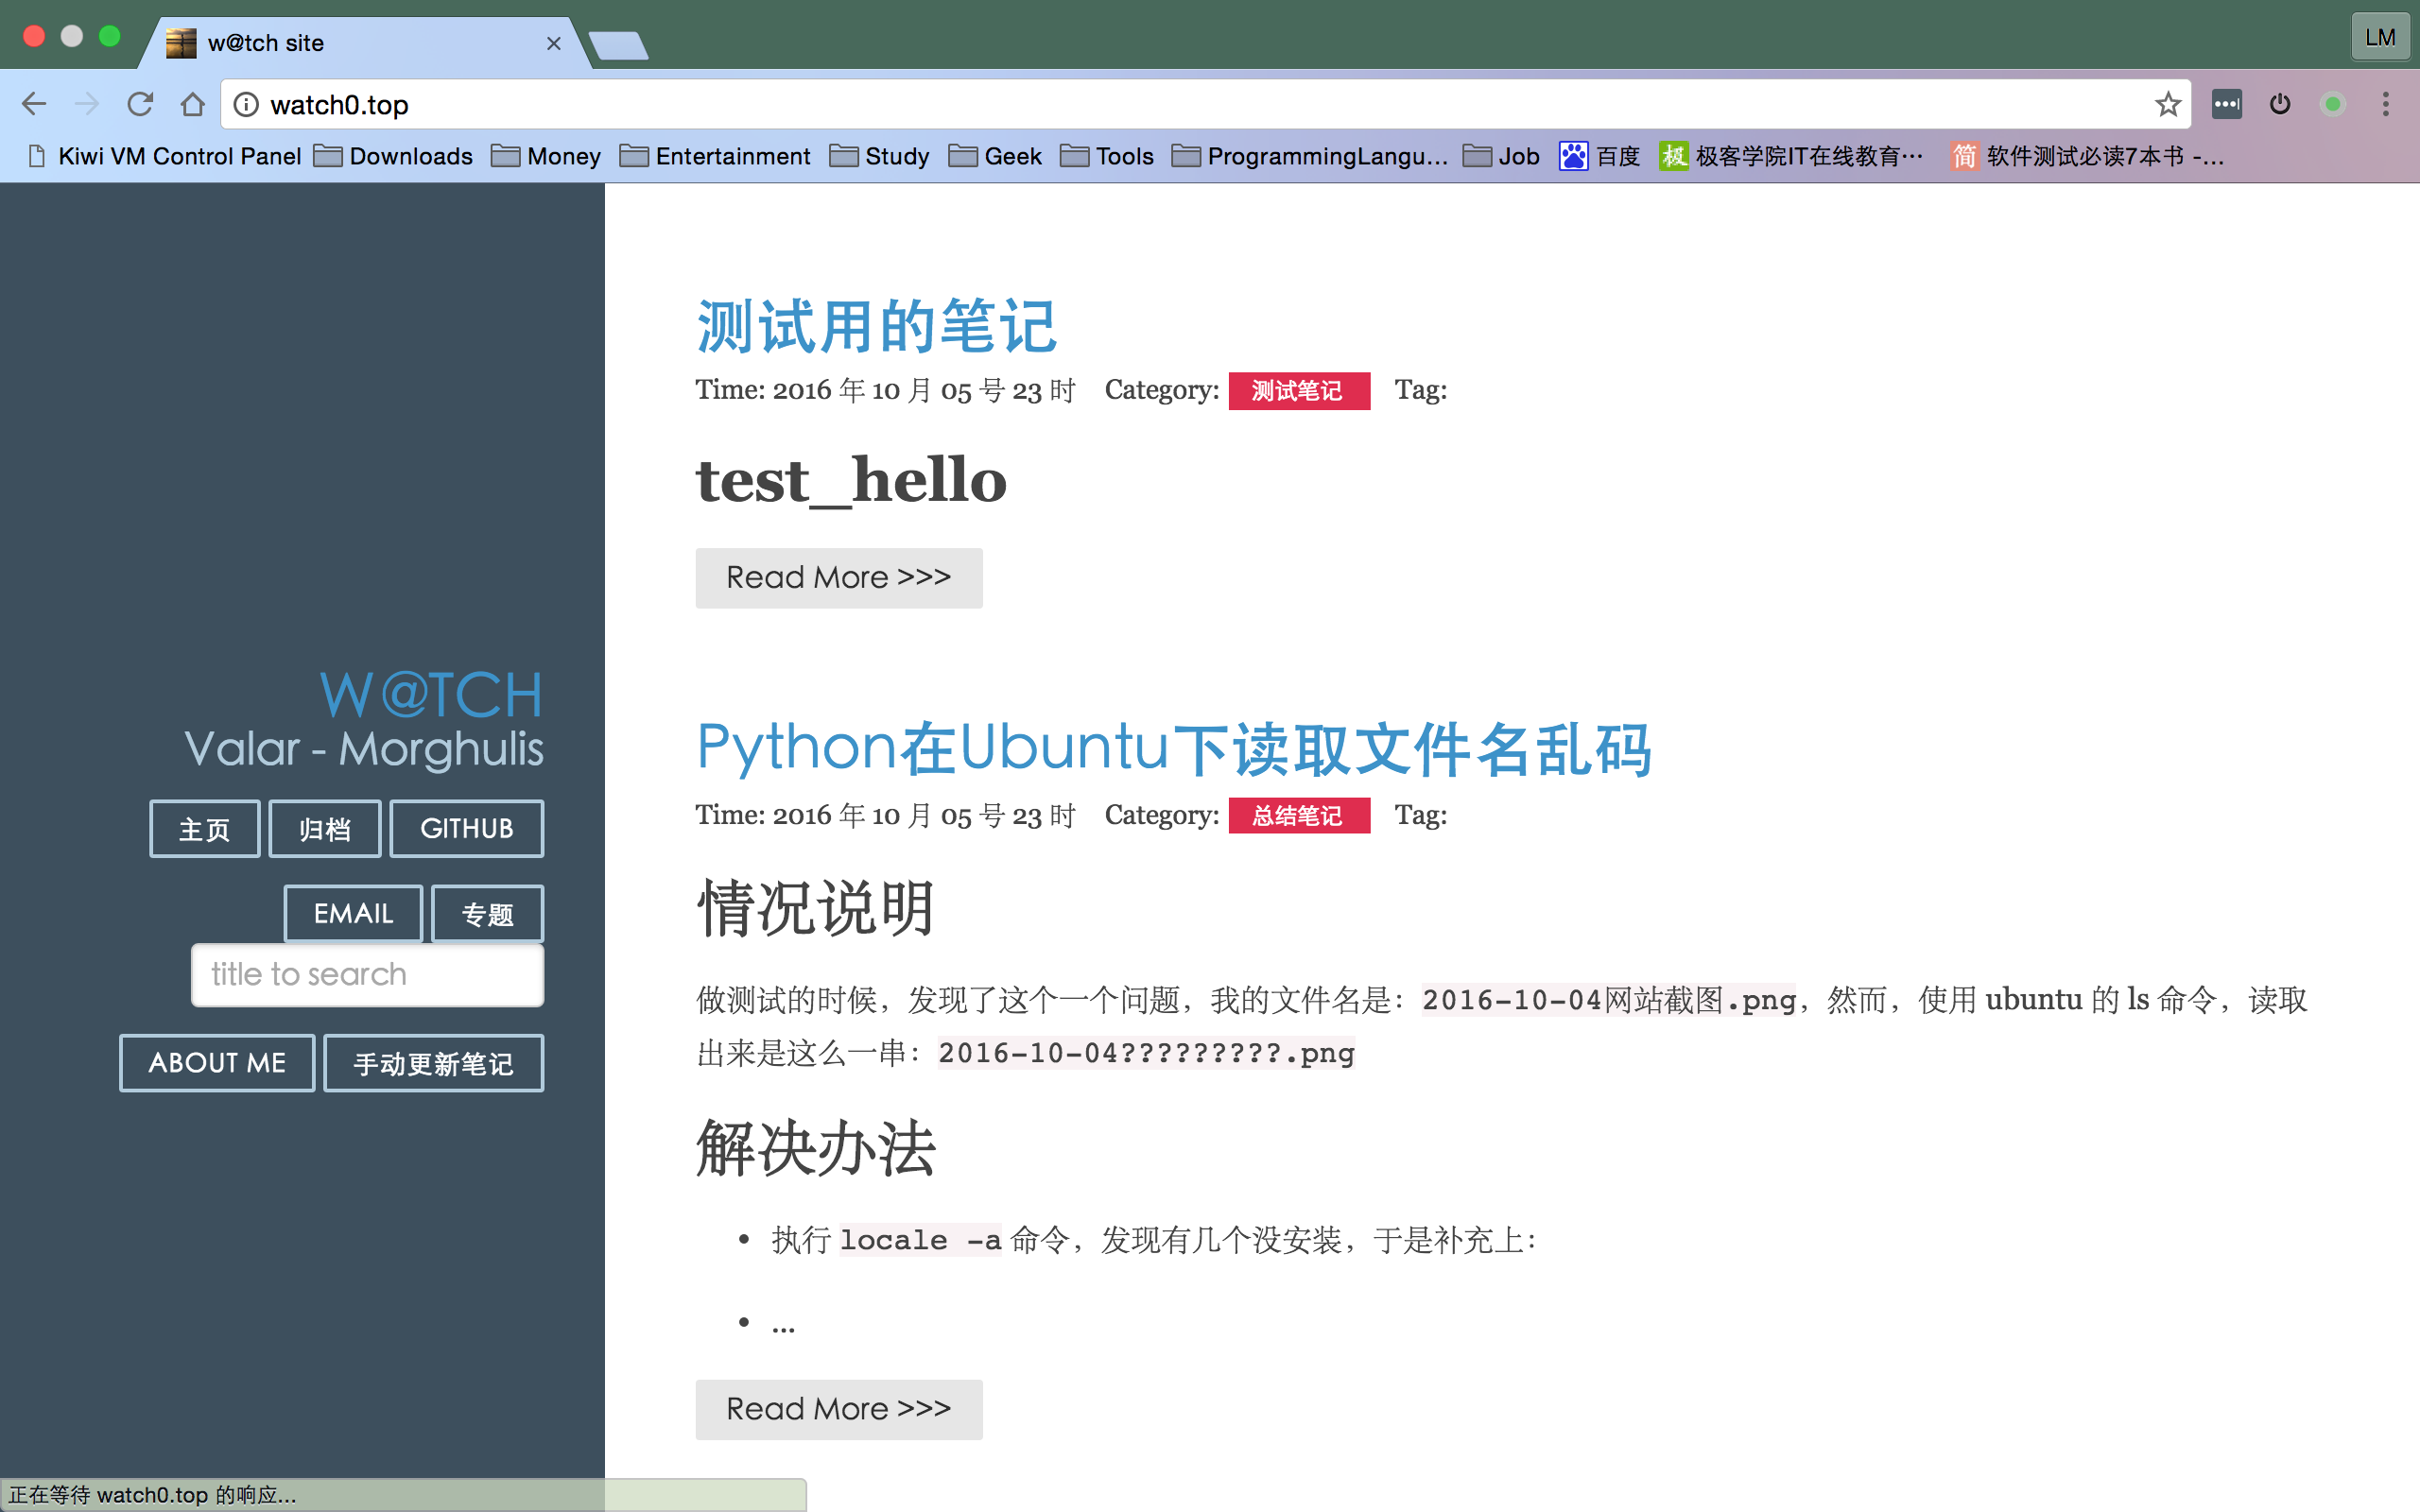 w@tch site
LM
watch0.top
Kiwi VM Control Panel Downloads Money Entertainment Study Geek Tools ProgrammingLangu... Job 百度 极 极客学院IT在线教育... 简 软件测试必读7本书 -...
测试用的笔记
Time: 2016 年 10 月 05 号 23 时 Category: 测试笔记 Tag:
test_hello
Read More >>>
W@TCH
Valar - Morghulis
主页 归档 GITHUB
EMAIL 专题
title to search
ABOUT ME 手动更新笔记
Python在Ubuntu下读取文件名乱码
Time: 2016 年 10 月 05 号 23 时 Category: 总结笔记 Tag:
情况说明
做测试的时候，发现了这个一个问题，我的文件名是：2016-10-04网站截图.png，然而，使用 ubuntu 的 ls 命令，读取
出来是这么一串：2016-10-04?????????.png
解决办法
• 执行 locale -a 命令，发现有几个没安装，于是补充上：
• ...
Read More >>>
正在等待 watch0.top 的响应...